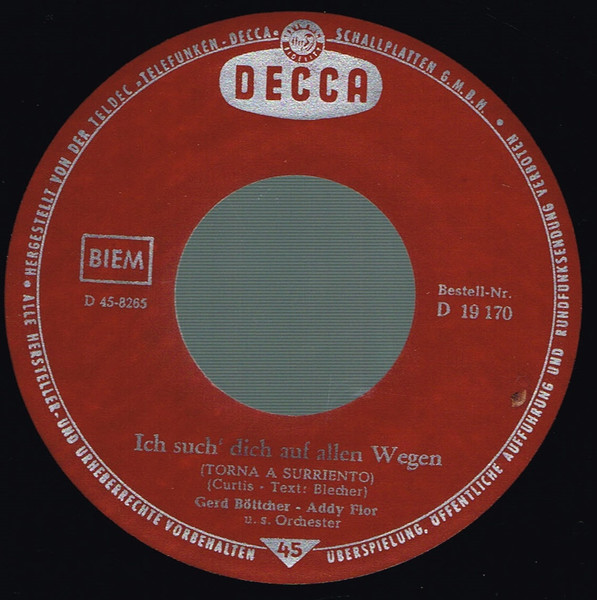 HERGESTELLT VON DER TELDEC »TELEFUNKEN-DECCA« SCHALLPLATTEN G.M.B.H. •
DECCA
BIEM
D 45-8265
Bestell-Nr.
D 19 170
Ich such' dich auf allen Wegen
(TORNA A SURRIENTO)
(Curtis - Text: Blecher)
Gerd Böttcher - Addy Flor
u. s. Orchester
45
• ALLE HERSTELLER- UND URHEBERRECHTE VORBEHALTEN
ÜBERSPIELUNG, ÖFFENTLICHE AUFFÜHRUNG UND RUNDFUNKSENDUNG VERBOTEN